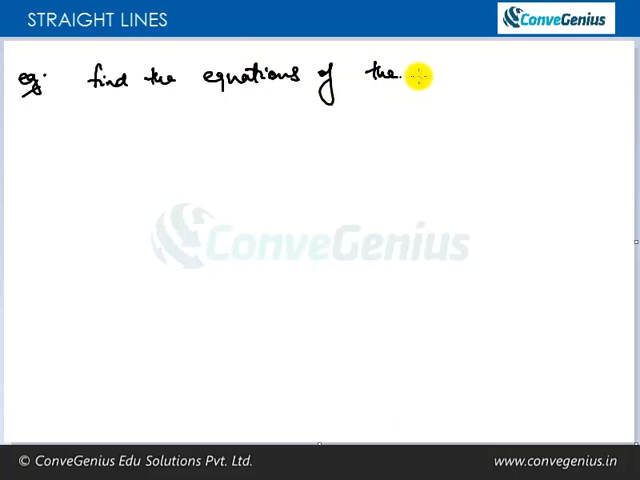 STRAIGHT LINES
ConveGenius
eg: find the equations of the
ConveGenius
© ConveGenius Edu Solutions Pvt. Ltd.
www.convegenius.in